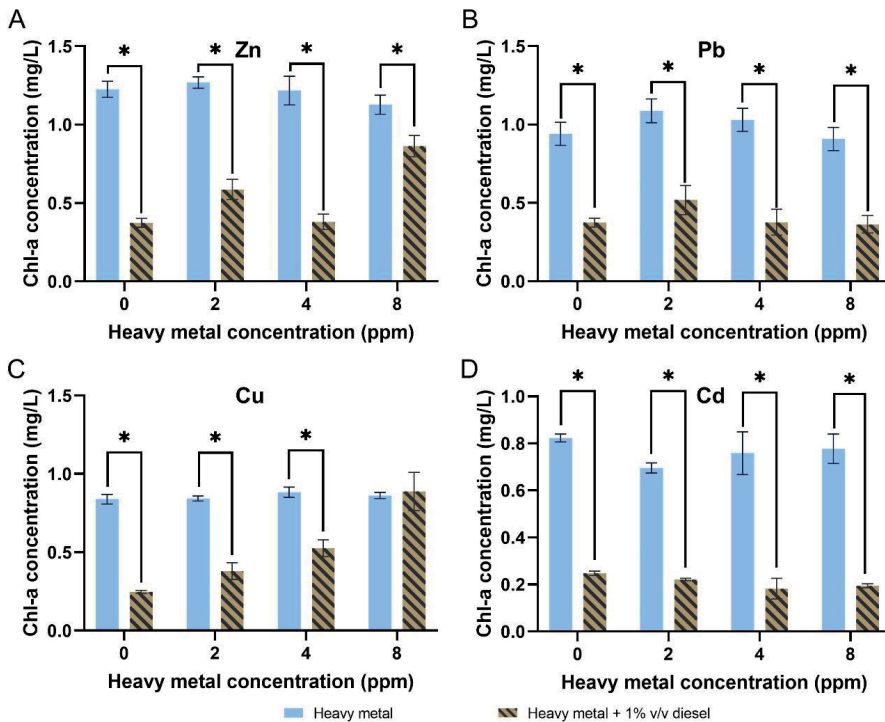 A
Zn
Chl-a concentration (mg/L)
1.5
1.0
0.5
0.0
* * * *
0 2 4 8
Heavy metal concentration (ppm)
B
Pb
Chl-a concentration (mg/L)
1.5
1.0
0.5
0.0
* * * *
0 2 4 8
Heavy metal concentration (ppm)
C
Cu
Chl-a concentration (mg/L)
1.5
1.0
0.5
0.0
* * *
0 2 4 8
Heavy metal concentration (ppm)
D
Cd
Chl-a concentration (mg/L)
1.0
0.8
0.6
0.4
0.2
0.0
* * * *
0 2 4 8
Heavy metal concentration (ppm)
Heavy metal
Heavy metal + 1% v/v diesel